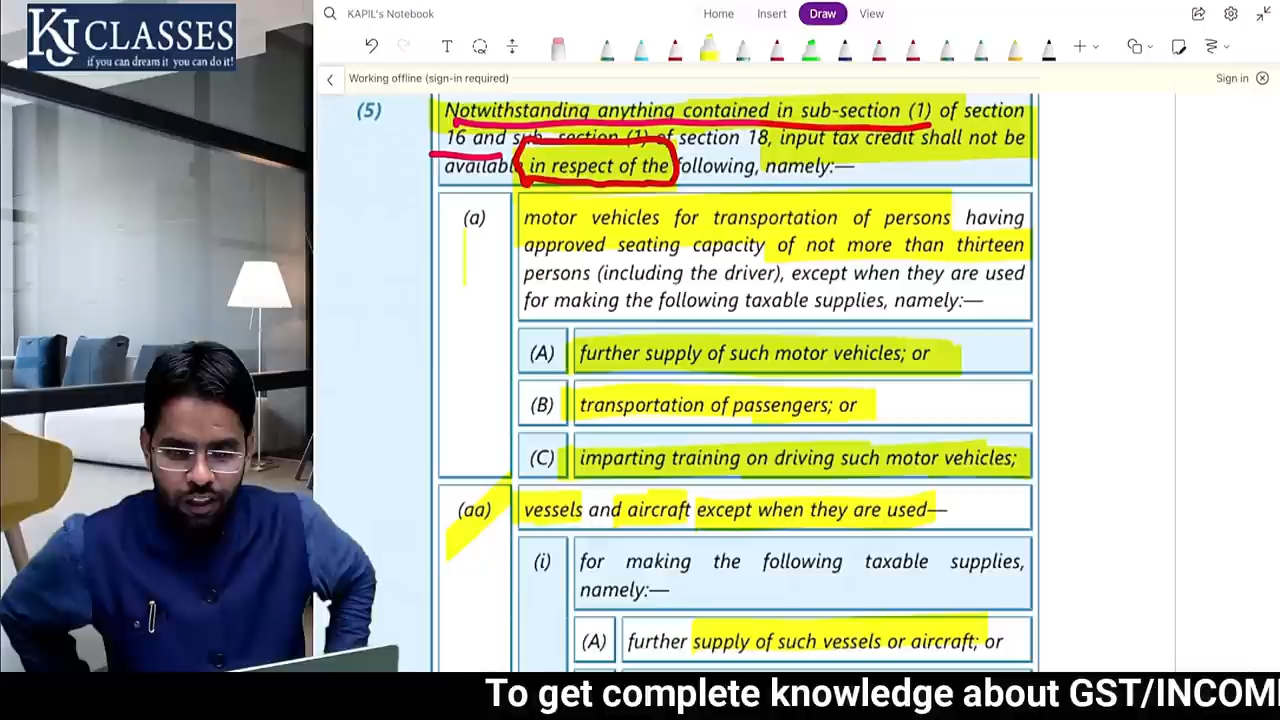 KJ CLASSES
if you can dream it you can do it!
KAPIL's Notebook
Home Insert Draw View
Working offline (sign-in required)
Sign in
(5) Notwithstanding anything contained in sub-section (1) of section
16 and sub-section (1) of section 18, input tax credit shall not be
available in respect of the following, namely:—
(a) motor vehicles for transportation of persons having
approved seating capacity of not more than thirteen
persons (including the driver), except when they are used
for making the following taxable supplies, namely:—
(A) further supply of such motor vehicles; or
(B) transportation of passengers; or
(C) imparting training on driving such motor vehicles;
(aa) vessels and aircraft except when they are used—
(i) for making the following taxable supplies,
namely:—
(A) further supply of such vessels or aircraft; or
To get complete knowledge about GST/INCOM